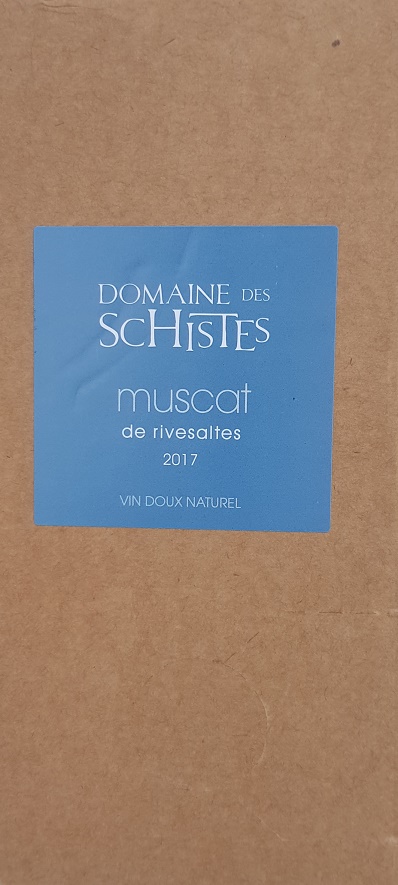 DOMAINE DES
SCHISTES
muscat
de rivesaltes
2017
VIN DOUX NATUREL